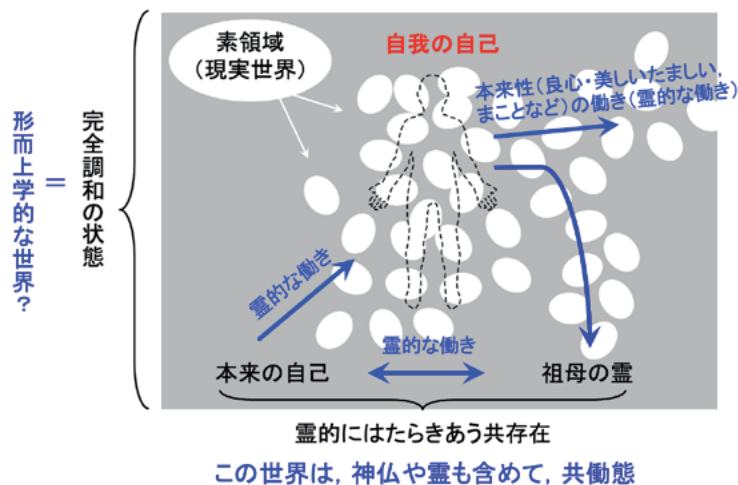 素領域
(現実世界)
自我の自己
本来性(良心・美しいたましい,
まことなど)の働き(霊的な働き)
完全調和の状態
=
形而上学的な世界?
霊的な働き
霊的な働き
本来の自己
祖母の霊
霊的にはたらきあう共存在
この世界は, 神仏や霊も含めて, 共働態